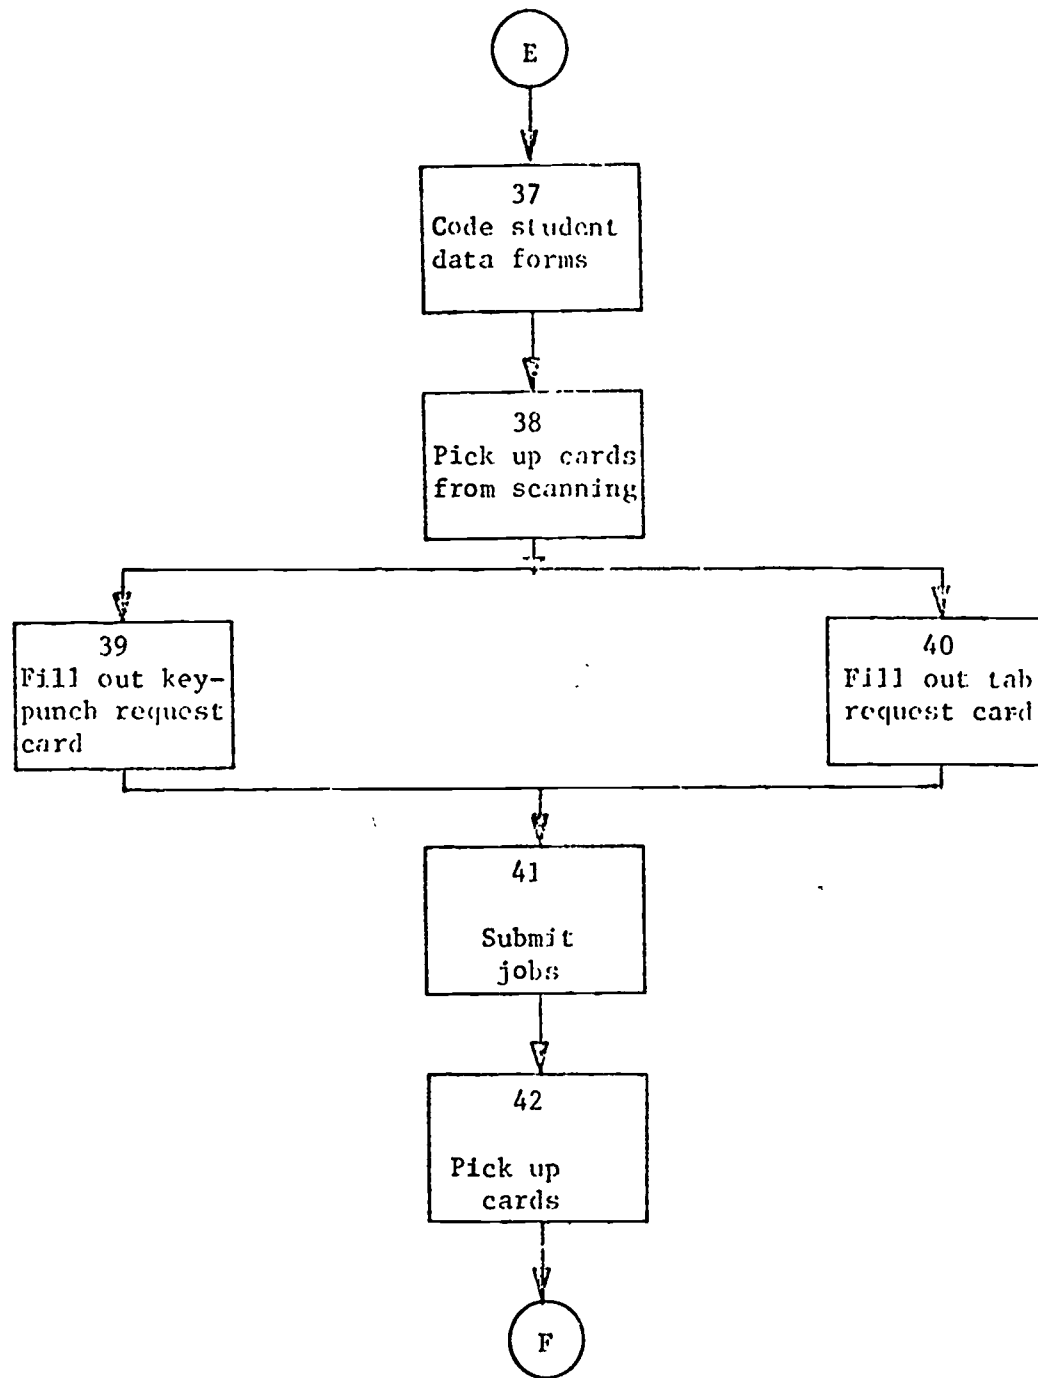 E
37
Code student
data forms
38
Pick up cards
from scanning
39
Fill out key-
punch request
card
40
Fill out tab
request card
41
Submit
jobs
42
Pick up
cards
F